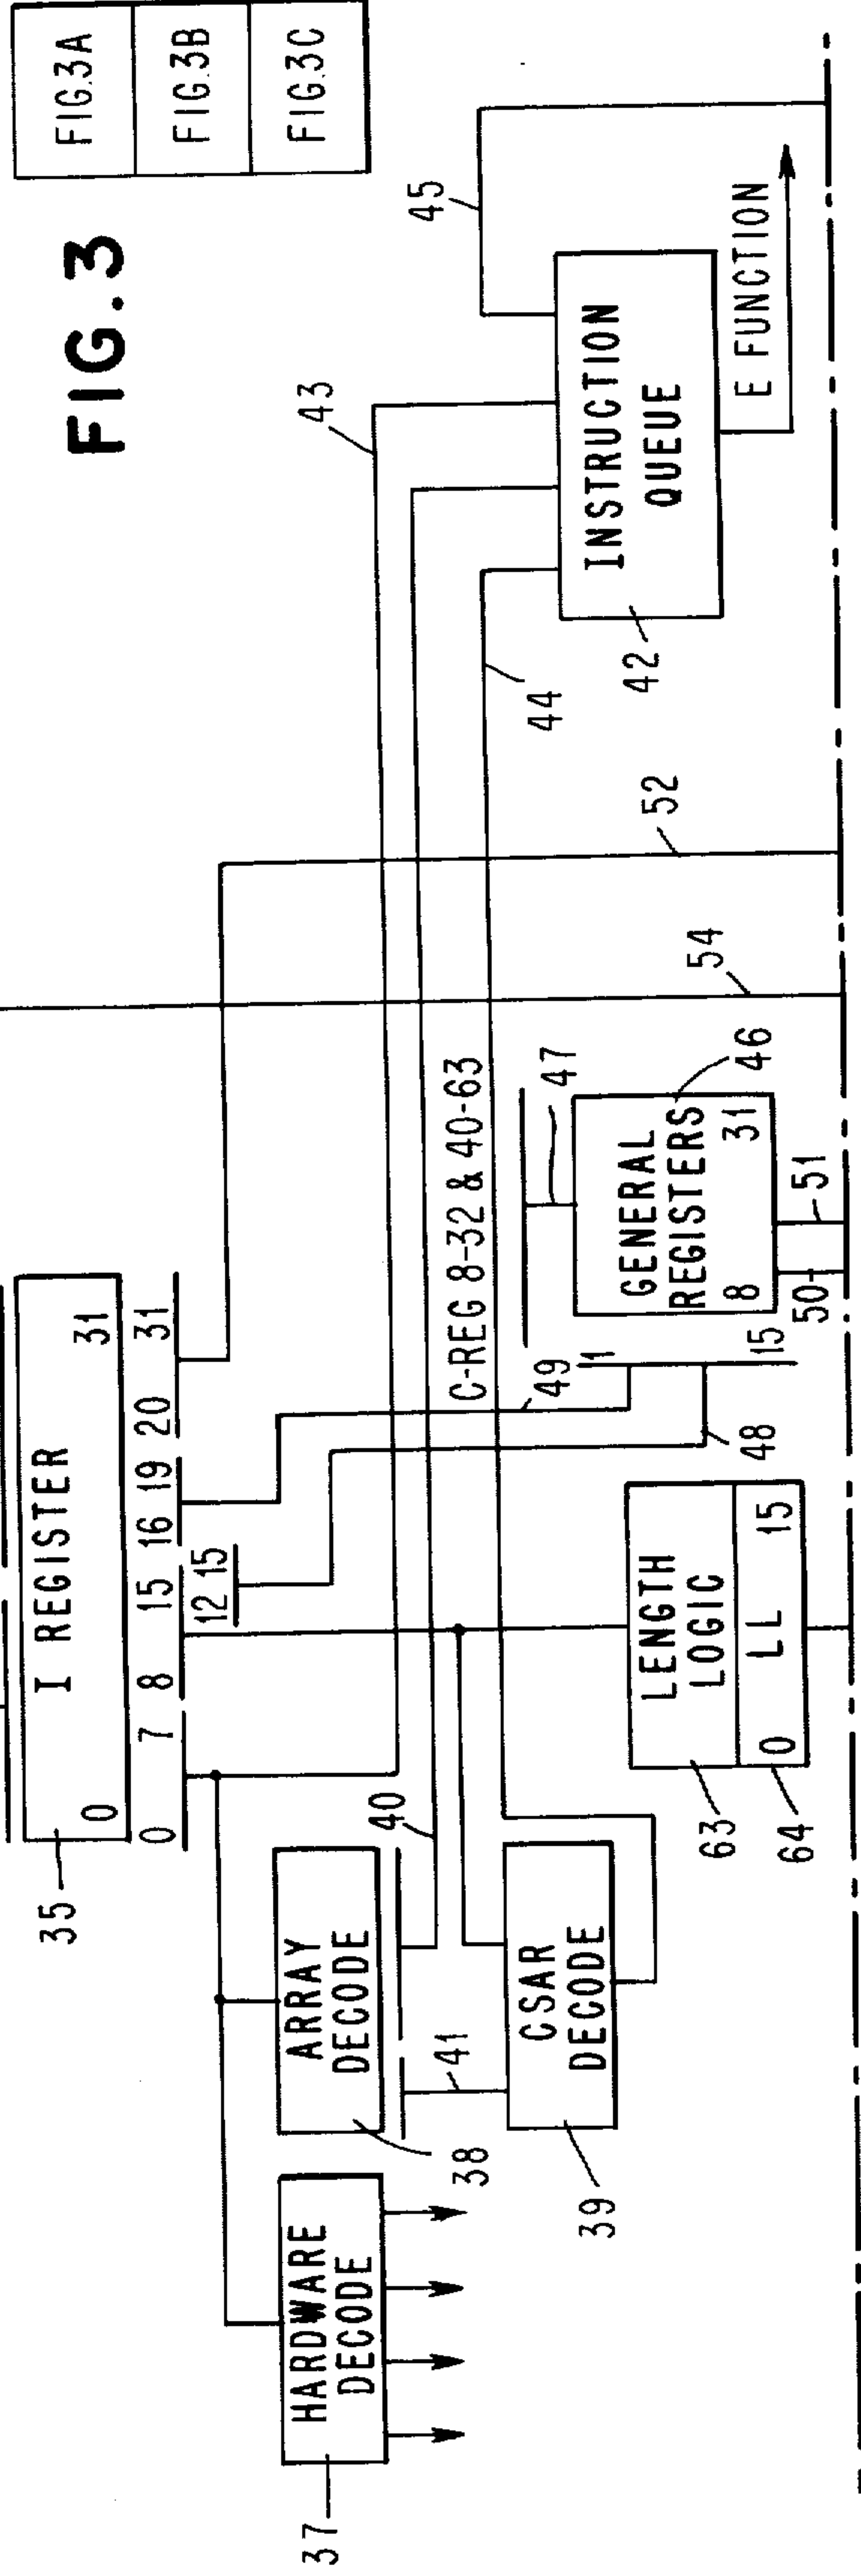 FIG. 3
FIG.3A
FIG.3B
FIG.3C
35
I REGISTER
0 31
0 7 8 15 16 19 20 31
12 15
43
45
37
HARDWARE
DECODE
38
ARRAY
DECODE
40
41
39
CSAR
DECODE
C-REG 8-32 & 40-63
44
42
INSTRUCTION
QUEUE
E FUNCTION
63
LENGTH
LOGIC
64
0 LL 15
48
49
1
15
47
GENERAL
REGISTERS
8 31
46
50
51
54
52